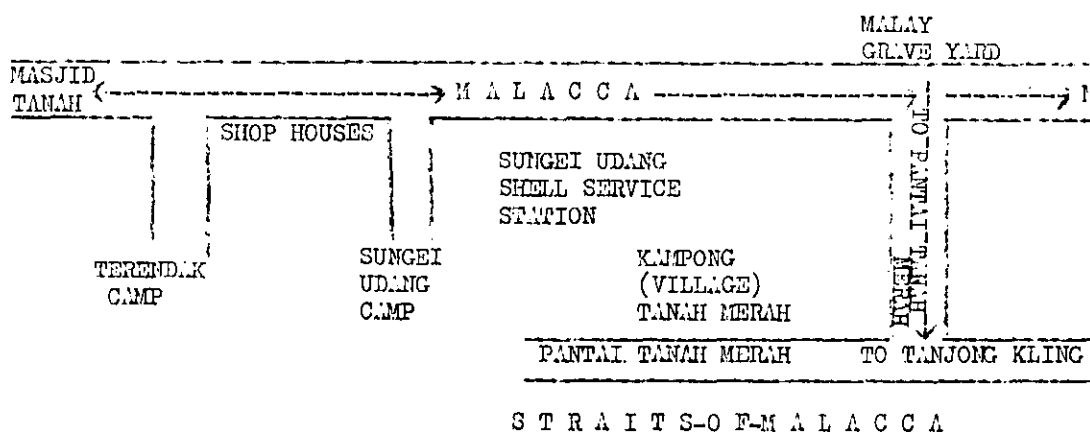 MALAY
GRAVE YARD
MASJID
TANAH
MALACCA
SHOP HOUSES
TO PANTAI TANAH
MERAH
SUNGEI UDANG
SHELL SERVICE
STATION
TERENDAK
CAMP
SUNGEI
UDANG
CAMP
KAMPONG
(VILLAGE)
TANAH MERAH
PANTAI TANAH MERAH TO TANJONG KLING
STRAITS-OF-MALACCA